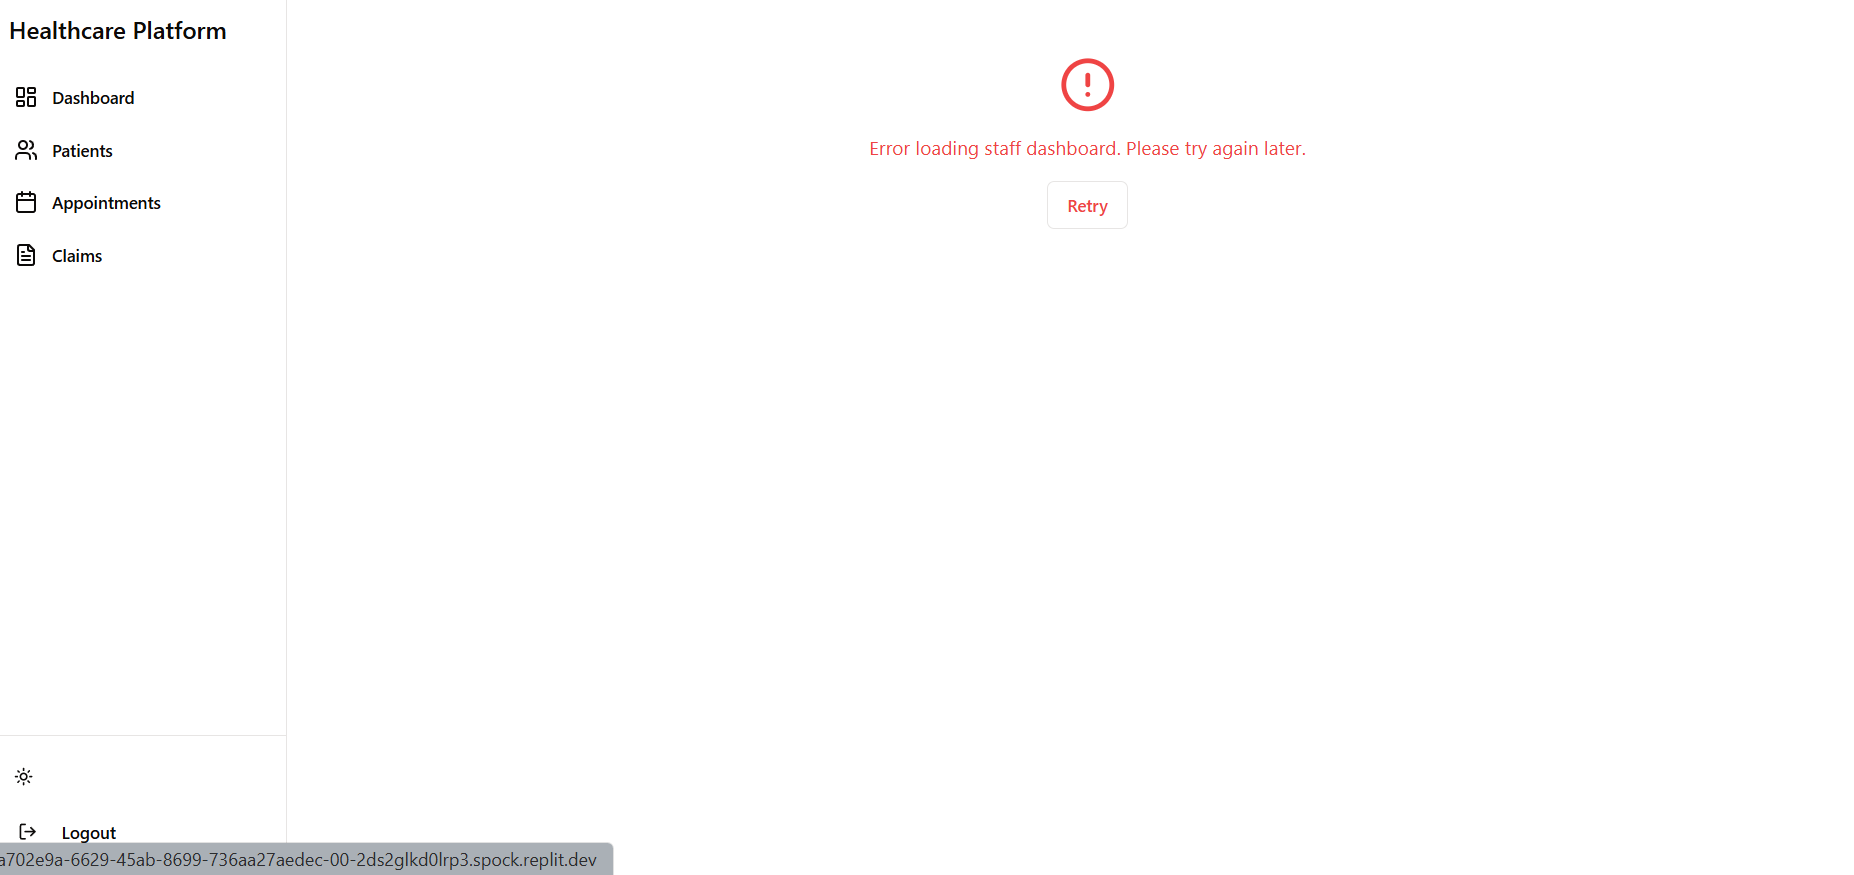 Healthcare Platform
Dashboard
Patients
Appointments
Claims
Error loading staff dashboard. Please try again later.
Retry
Logout
a702e9a-6629-45ab-8699-736aa27aedec-00-2ds2glkd0lrp3.spock.replit.dev